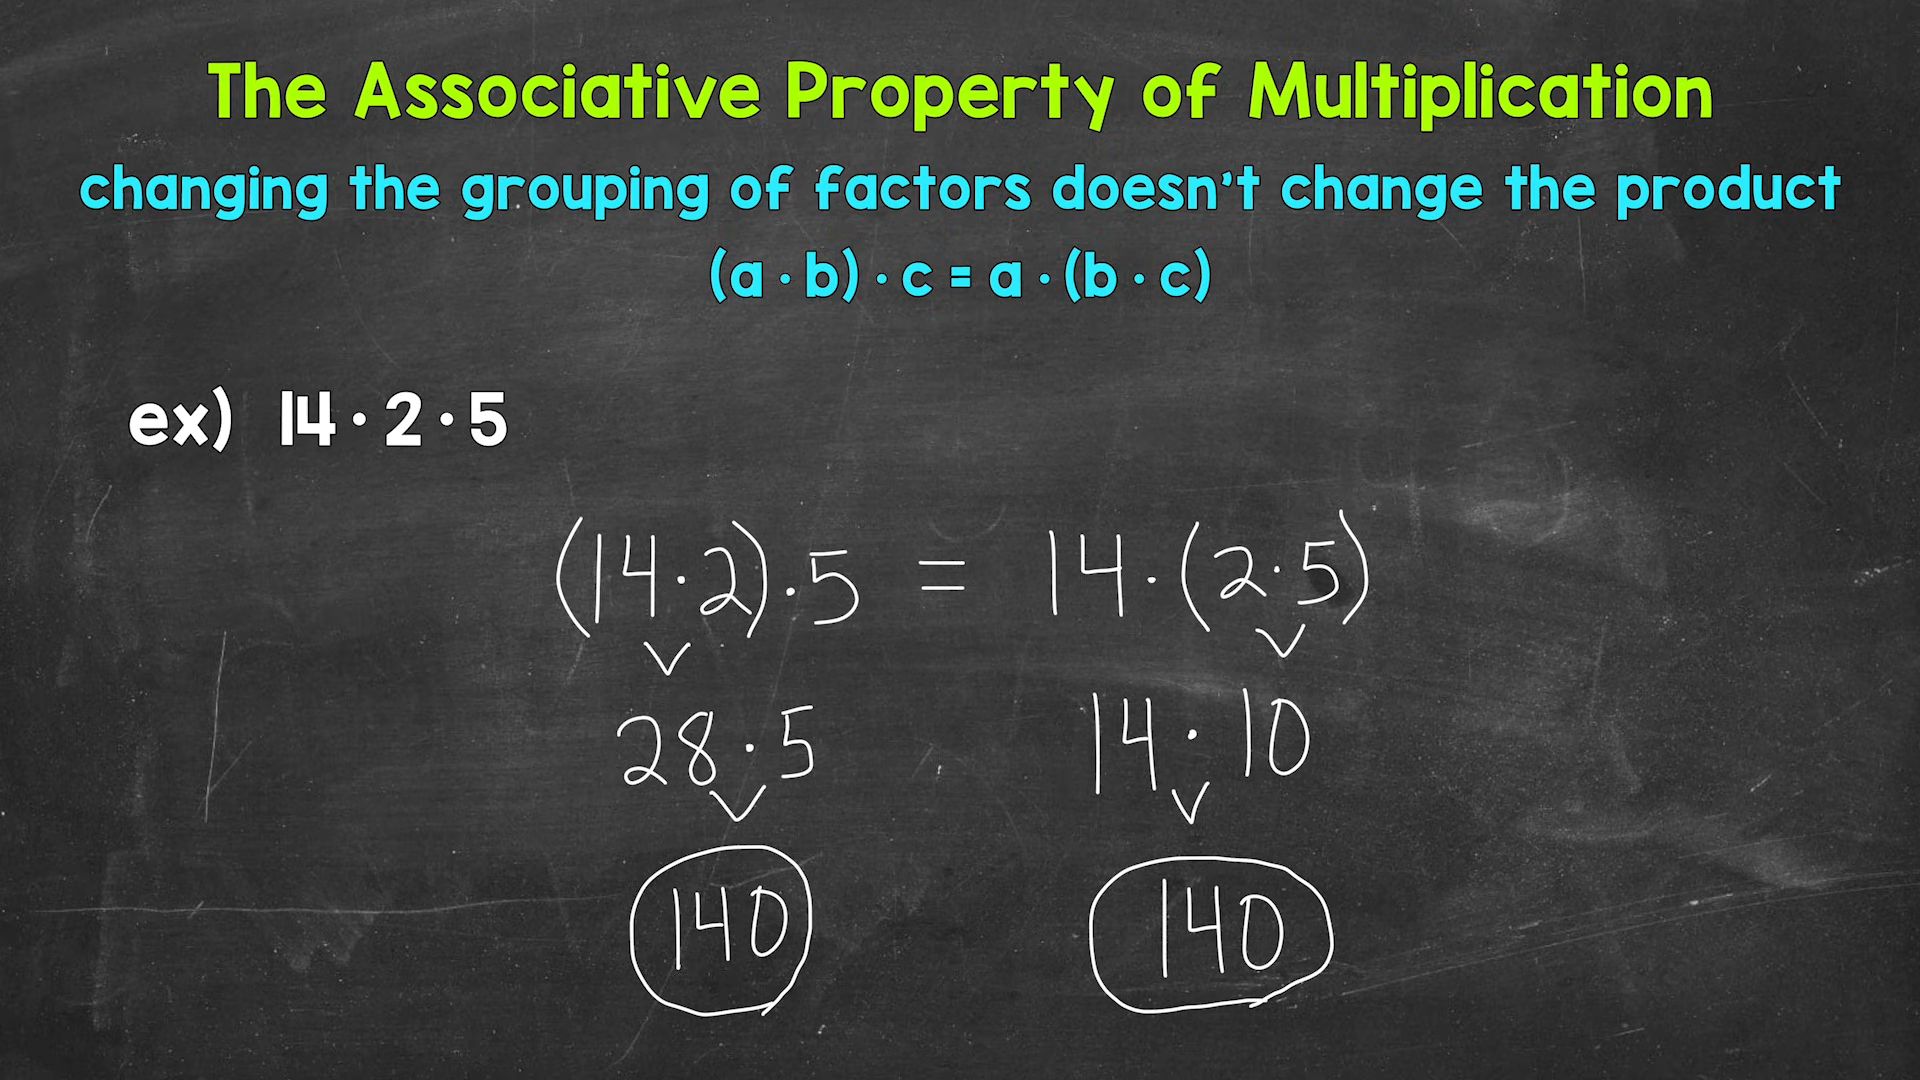 The Associative Property of Multiplication
changing the grouping of factors doesn't change the product
(a · b) · c = a · (b · c)
ex) 14 · 2 · 5
(14 · 2) · 5 = 14 · (2 · 5)
28 · 5 14 · 10
140 140